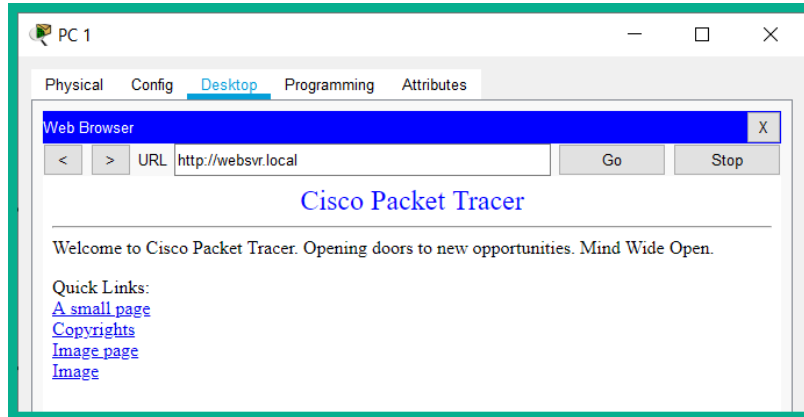 PC 1
Physical Config Desktop Programming Attributes
Web Browser X
< > URL http://websvr.local Go Stop
Cisco Packet Tracer
Welcome to Cisco Packet Tracer. Opening doors to new opportunities. Mind Wide Open.
Quick Links:
A small page
Copyrights
Image page
Image